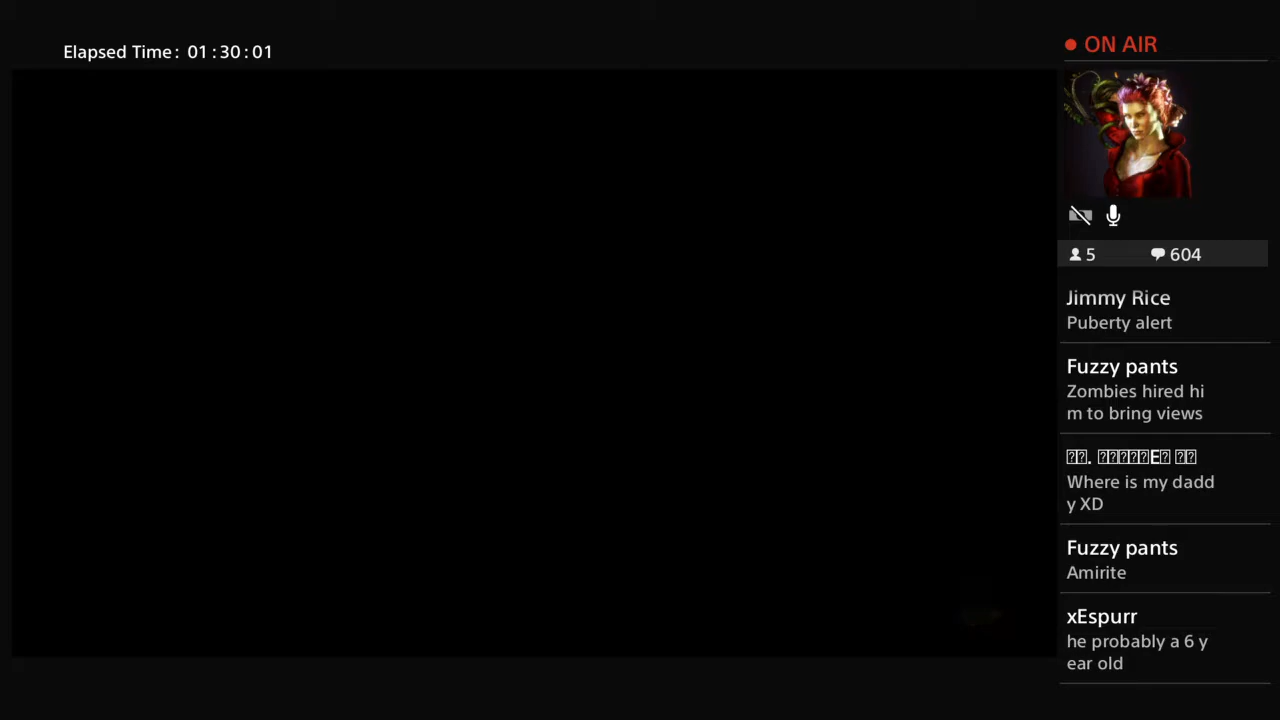 Elapsed Time: 01:30:01
ON AIR
5 604
Jimmy Rice
Puberty alert
Fuzzy pants
Zombies hired hi
m to bring views
Where is my dadd
y XD
Fuzzy pants
Amirite
xEspurr
he probably a 6 y
ear old